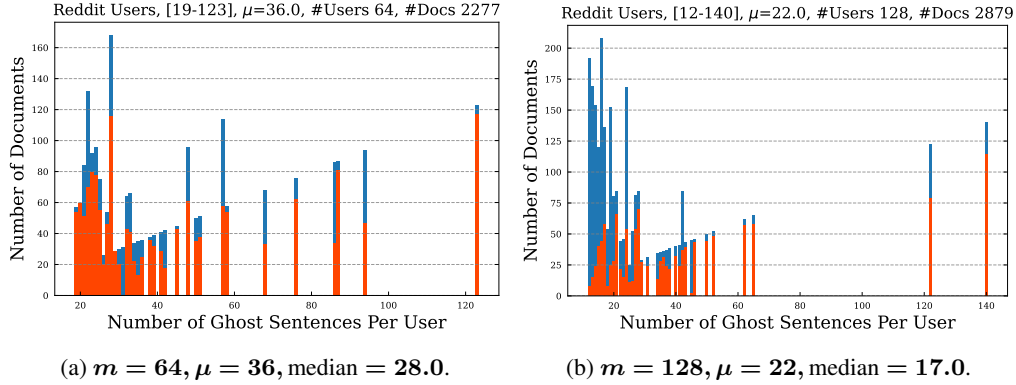 Reddit Users, [19-123], μ=36.0, #Users 64, #Docs 2277
Number of Documents
160
140
120
100
80
60
40
20
0
20 40 60 80 100 120
Number of Ghost Sentences Per User
(a) m = 64, μ = 36, median = 28.0.
Reddit Users, [12-140], μ=22.0, #Users 128, #Docs 2879
Number of Documents
200
175
150
125
100
75
50
25
0
20 40 60 80 100 120 140
Number of Ghost Sentences Per User
(b) m = 128, μ = 22, median = 17.0.